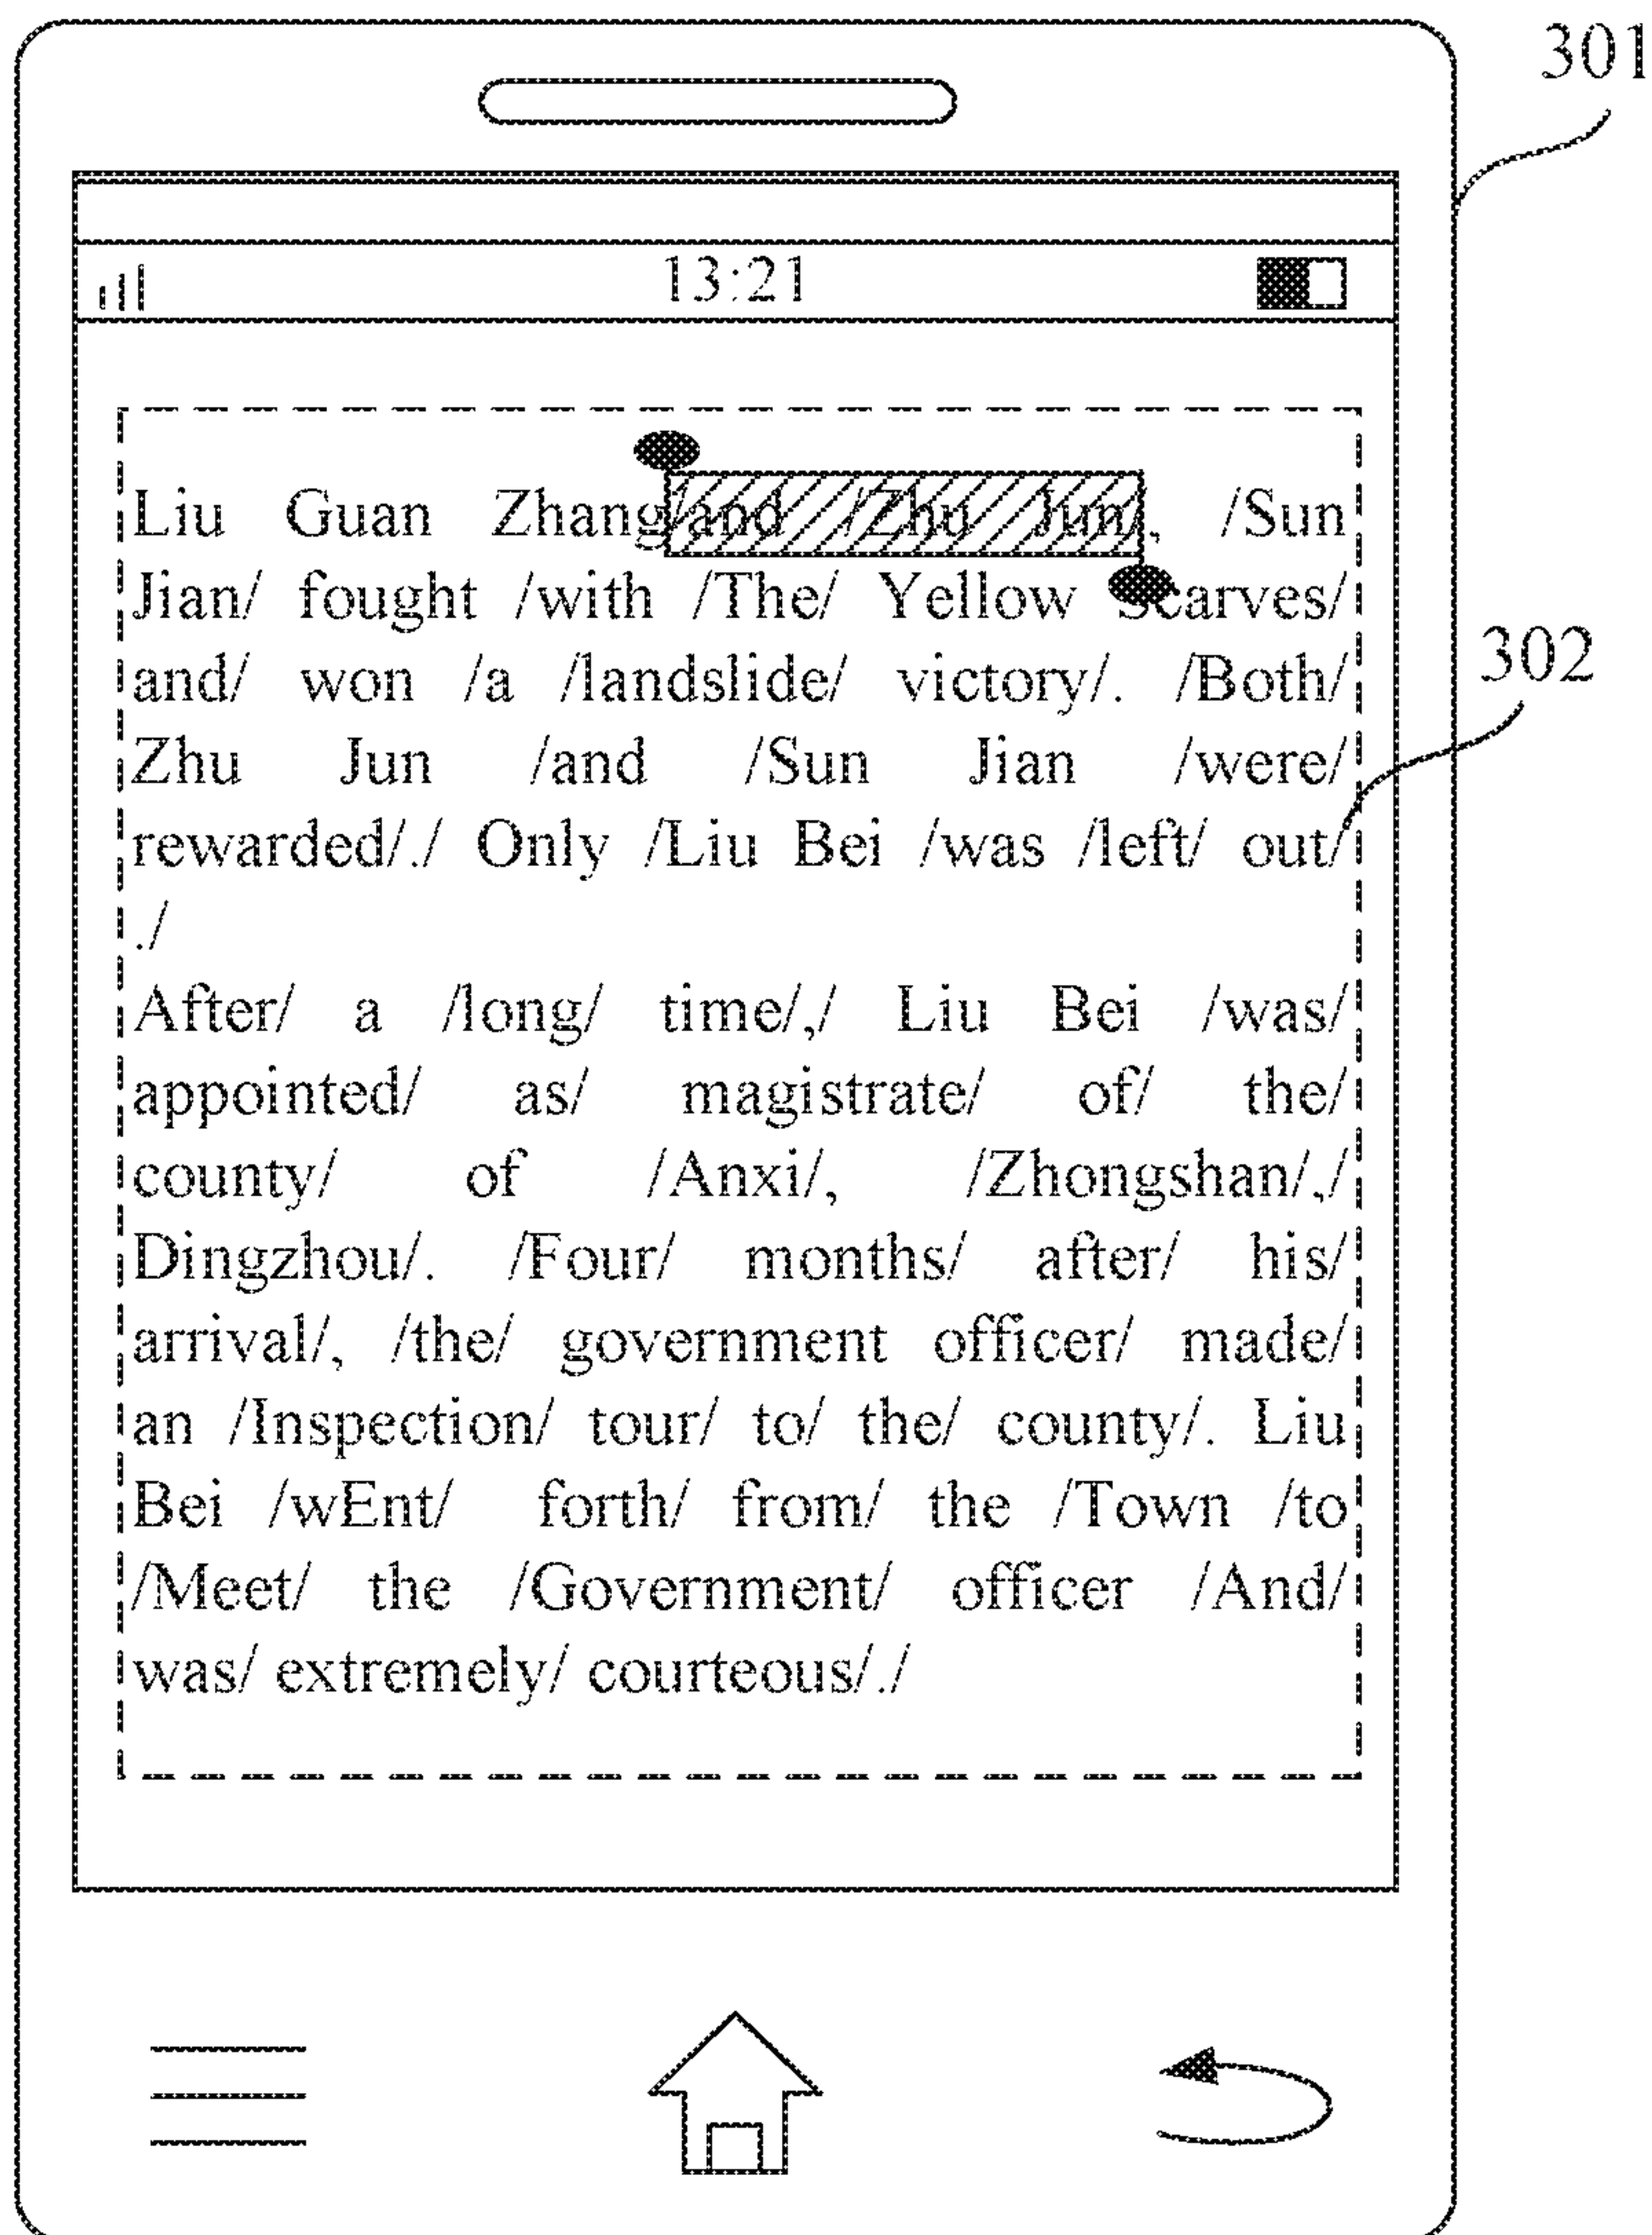 301
13:21
Liu Guan Zhang/and /Zhu Jun/, /Sun
Jian/ fought /with /The/ Yellow Scarves/
and/ won /a /landslide/ victory/. /Both/
302
Zhu Jun /and /Sun Jian /were/
rewarded/./ Only /Liu Bei /was /left/ out/
./
After/ a /long/ time/,/ Liu Bei /was/
appointed/ as/ magistrate/ of/ the/
county/ of /Anxi/, /Zhongshan/,/
Dingzhou/. /Four/ months/ after/ his/
arrival/, /the/ government officer/ made/
an /Inspection/ tour/ to/ the/ county/. Liu
Bei /wEnt/ forth/ from/ the /Town /to
/Meet/ the /Government/ officer /And/
was/ extremely/ courteous/./